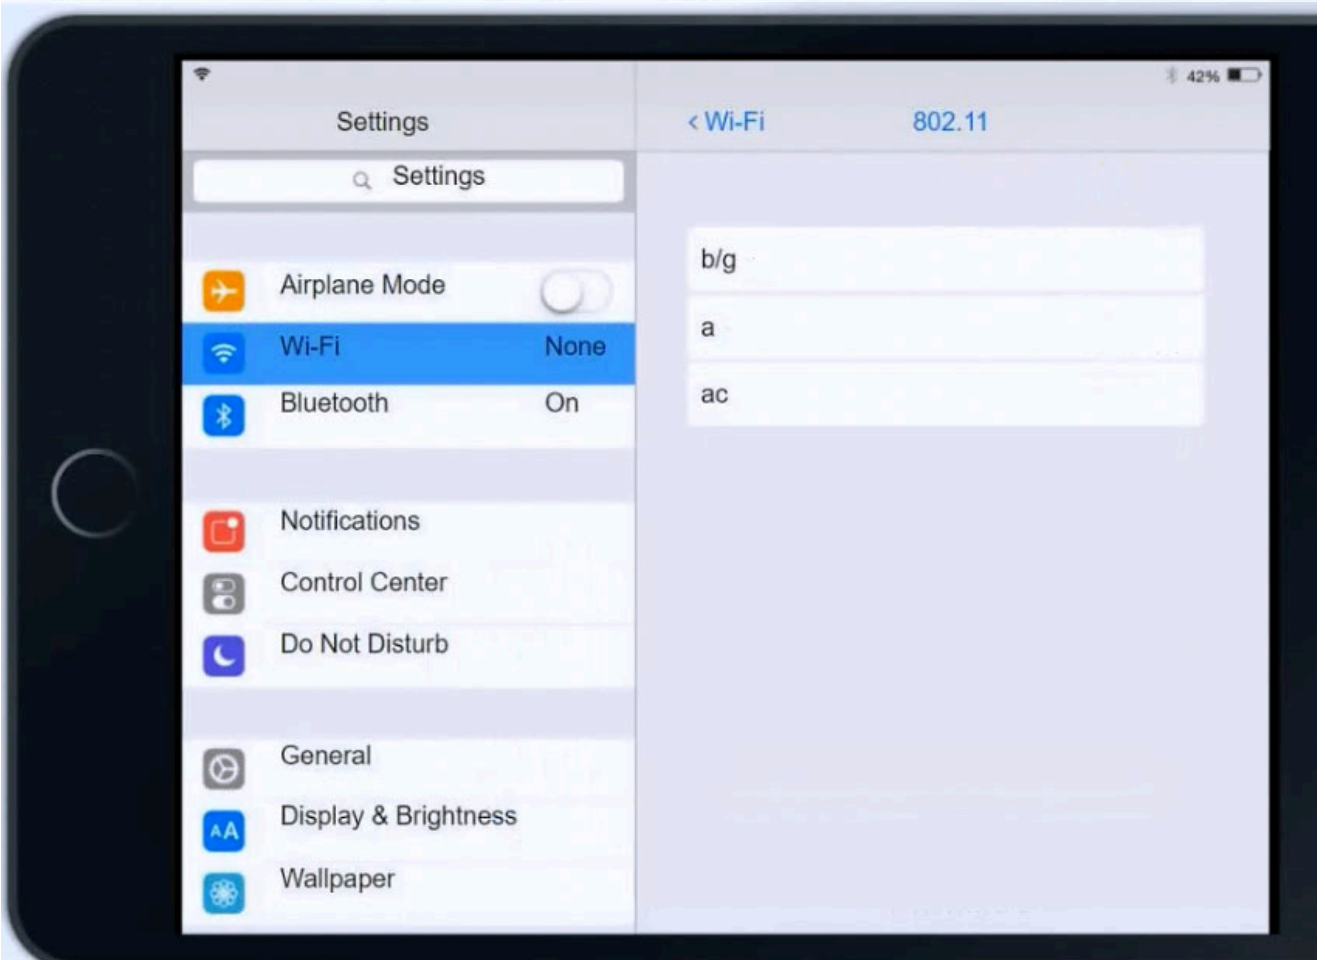 42%
Settings
< Wi-Fi 802.11
Settings
Airplane Mode
Wi-Fi None
Bluetooth On
Notifications
Control Center
Do Not Disturb
General
AA Display & Brightness
Wallpaper
b/g
a
ac